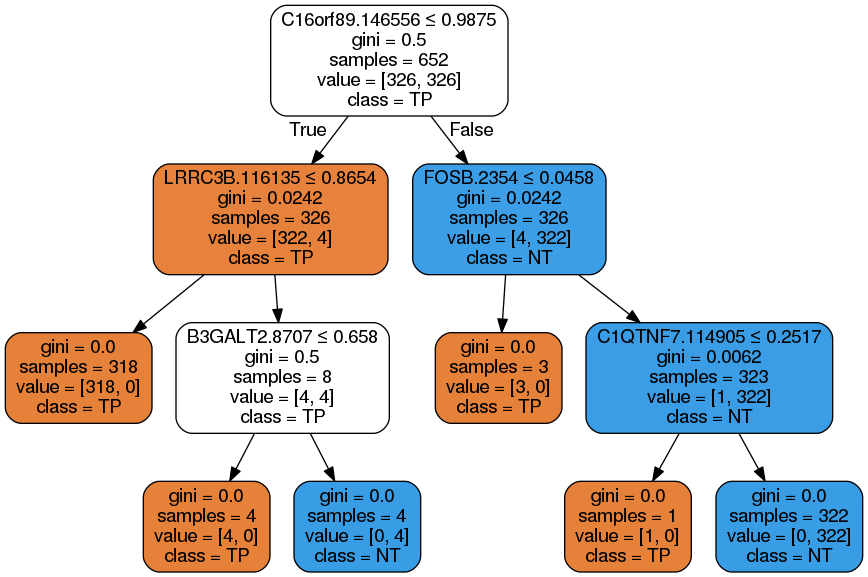 C16orf89.146556 ≤ 0.9875
gini = 0.5
samples = 652
value = [326, 326]
class = TP
True
False
LRRC3B.116135 ≤ 0.8654
gini = 0.0242
samples = 326
value = [322, 4]
class = TP
FOSB.2354 ≤ 0.0458
gini = 0.0242
samples = 326
value = [4, 322]
class = NT
gini = 0.0
samples = 318
value = [318, 0]
class = TP
B3GALT2.8707 ≤ 0.658
gini = 0.5
samples = 8
value = [4, 4]
class = TP
gini = 0.0
samples = 3
value = [3, 0]
class = TP
C1QTNF7.114905 ≤ 0.2517
gini = 0.0062
samples = 323
value = [1, 322]
class = NT
gini = 0.0
samples = 4
value = [4, 0]
class = TP
gini = 0.0
samples = 4
value = [0, 4]
class = NT
gini = 0.0
samples = 1
value = [1, 0]
class = TP
gini = 0.0
samples = 322
value = [0, 322]
class = NT